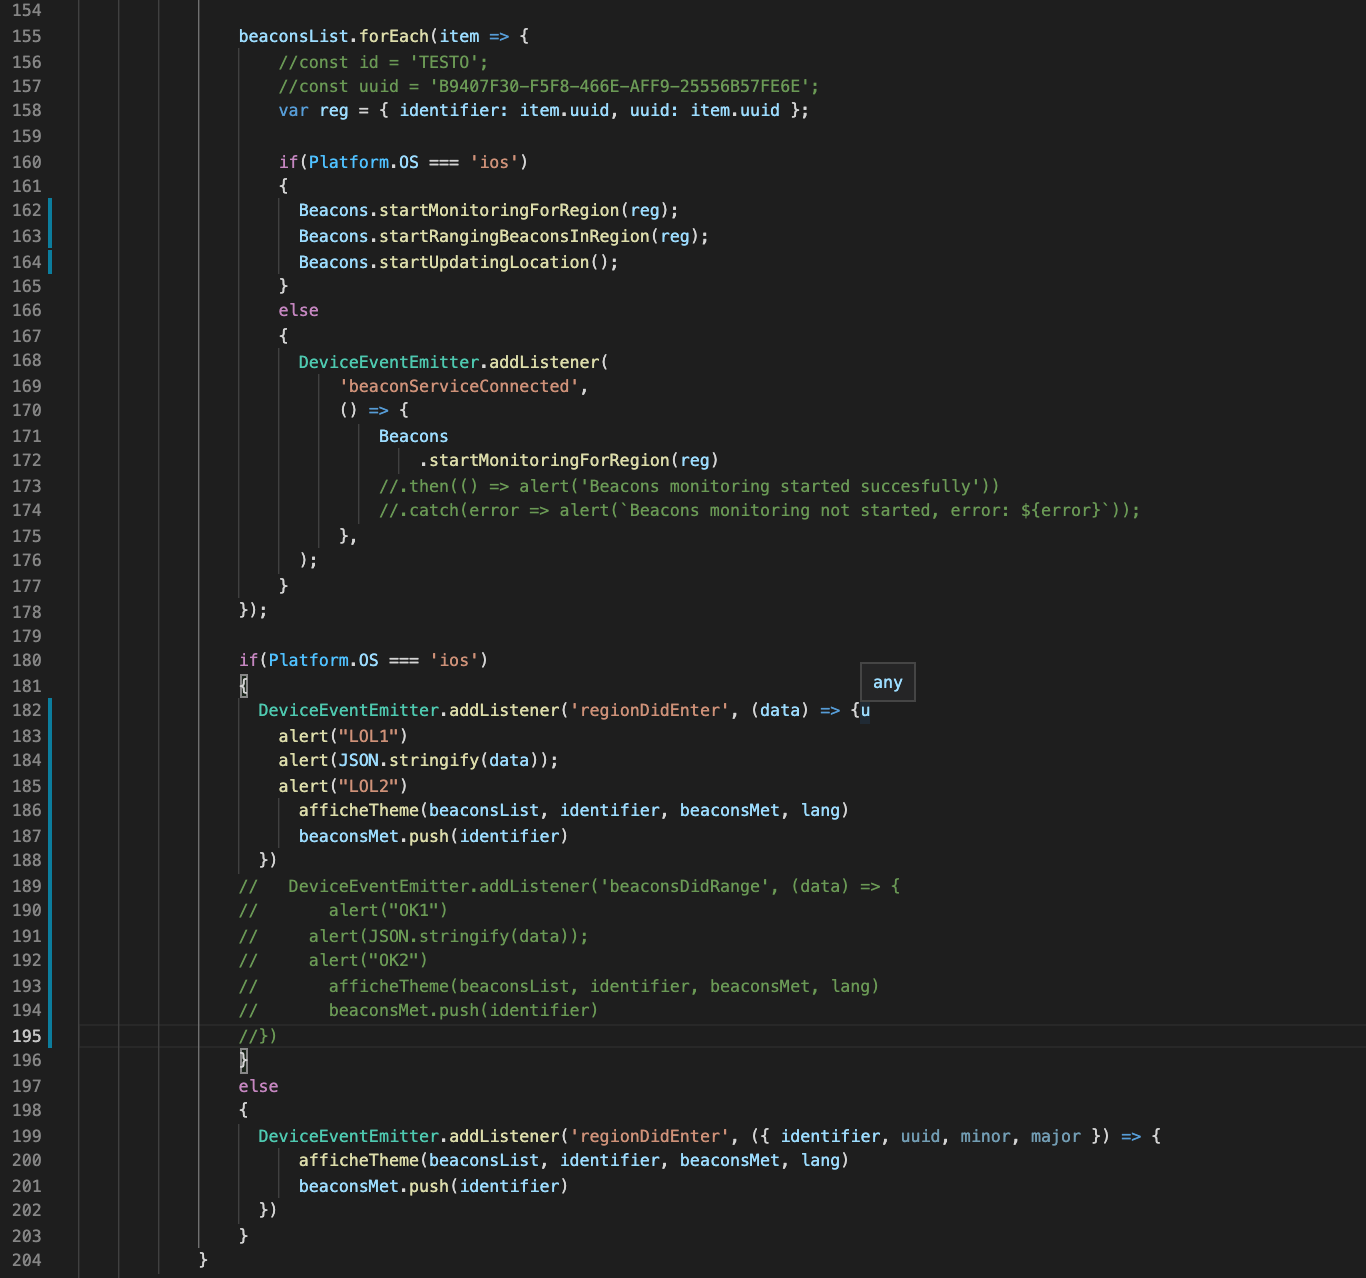 154
155 beaconsList.forEach(item => {
156 //const id = 'TESTO';
157 //const uuid = 'B9407F30-F5F8-466E-AFF9-25556B57FE6E';
158 var reg = { identifier: item.uuid, uuid: item.uuid };
159
160 if(Platform.OS === 'ios')
161 {
162 Beacons.startMonitoringForRegion(reg);
163 Beacons.startRangingBeaconsInRegion(reg);
164 Beacons.startUpdatingLocation();
165 }
166 else
167 {
168 DeviceEventEmitter.addListener(
169 'beaconServiceConnected',
170 () => {
171 Beacons
172 .startMonitoringForRegion(reg)
173 //.then(() => alert('Beacons monitoring started succesfully'))
174 //.catch(error => alert(`Beacons monitoring not started, error: ${error}`));
175 },
176 );
177 }
178 });
179
180 if(Platform.OS === 'ios')
any
181 {
182 DeviceEventEmitter.addListener('regionDidEnter', (data) => {u
183 alert("LOL1")
184 alert(JSON.stringify(data));
185 alert("LOL2")
186 afficheTheme(beaconsList, identifier, beaconsMet, lang)
187 beaconsMet.push(identifier)
188 })
189 // DeviceEventEmitter.addListener('beaconsDidRange', (data) => {
190 // alert("OK1")
191 // alert(JSON.stringify(data));
192 // alert("OK2")
193 // afficheTheme(beaconsList, identifier, beaconsMet, lang)
194 // beaconsMet.push(identifier)
195 //})
196 }
197 else
198 {
199 DeviceEventEmitter.addListener('regionDidEnter', ({ identifier, uuid, minor, major }) => {
200 afficheTheme(beaconsList, identifier, beaconsMet, lang)
201 beaconsMet.push(identifier)
202 })
203 }
204 }